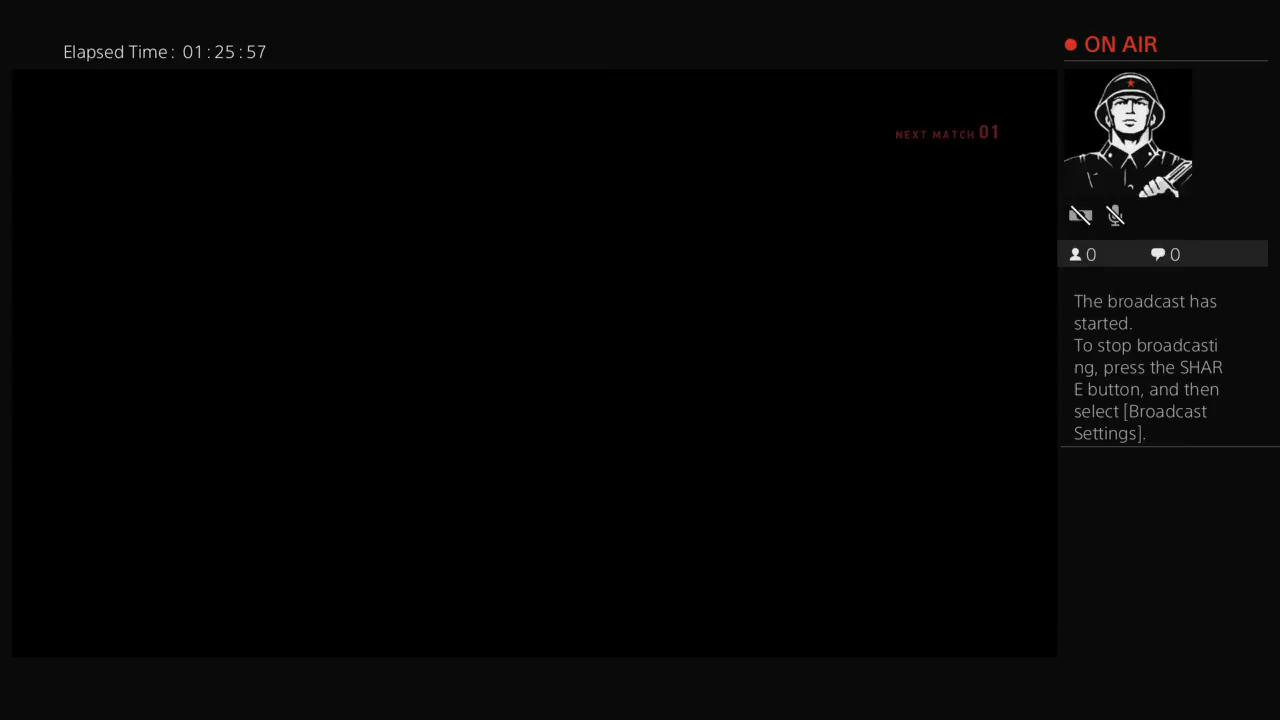 Elapsed Time: 01:25:57
ON AIR
NEXT MATCH 01
0 0
The broadcast has
started.
To stop broadcasti
ng, press the SHAR
E button, and then
select [Broadcast
Settings].